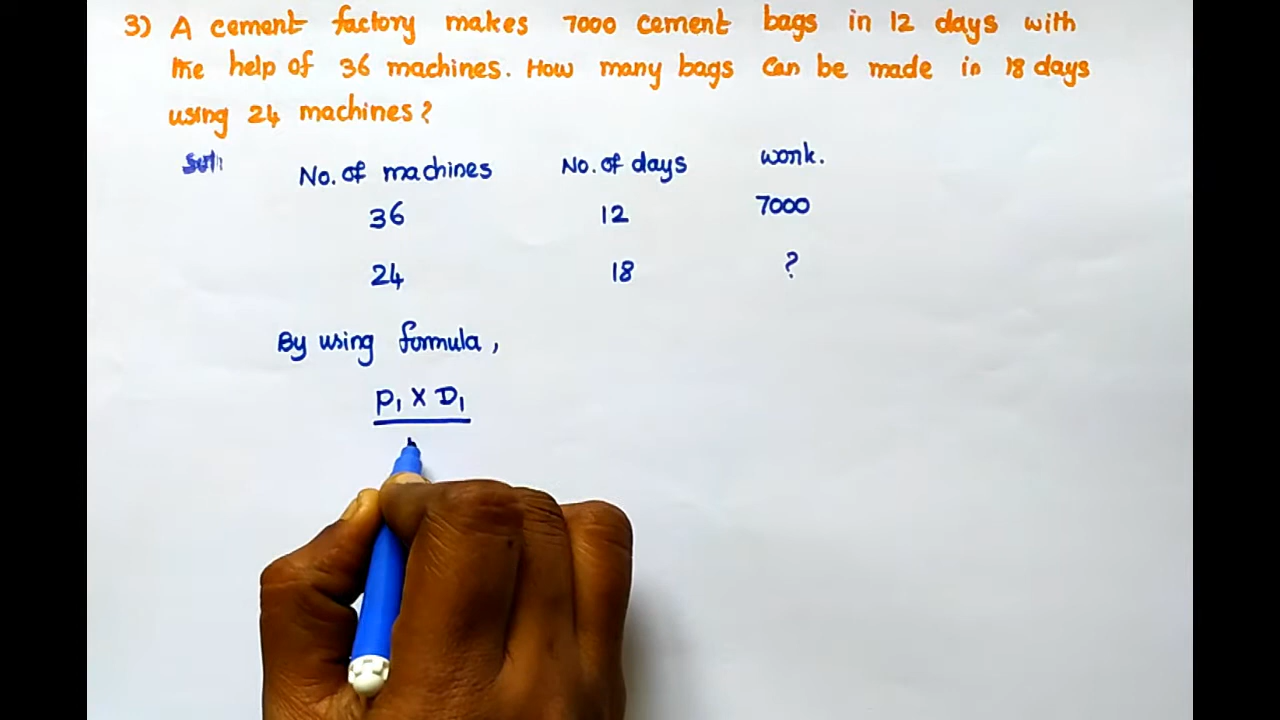 3) A cement factory makes 7000 cement bags in 12 days with
the help of 36 machines. How many bags can be made in 18 days
using 24 machines?
Sol:
No. of machines No. of days work.
36 12 7000
24 18 ?
By using formula,
P₁ X D₁